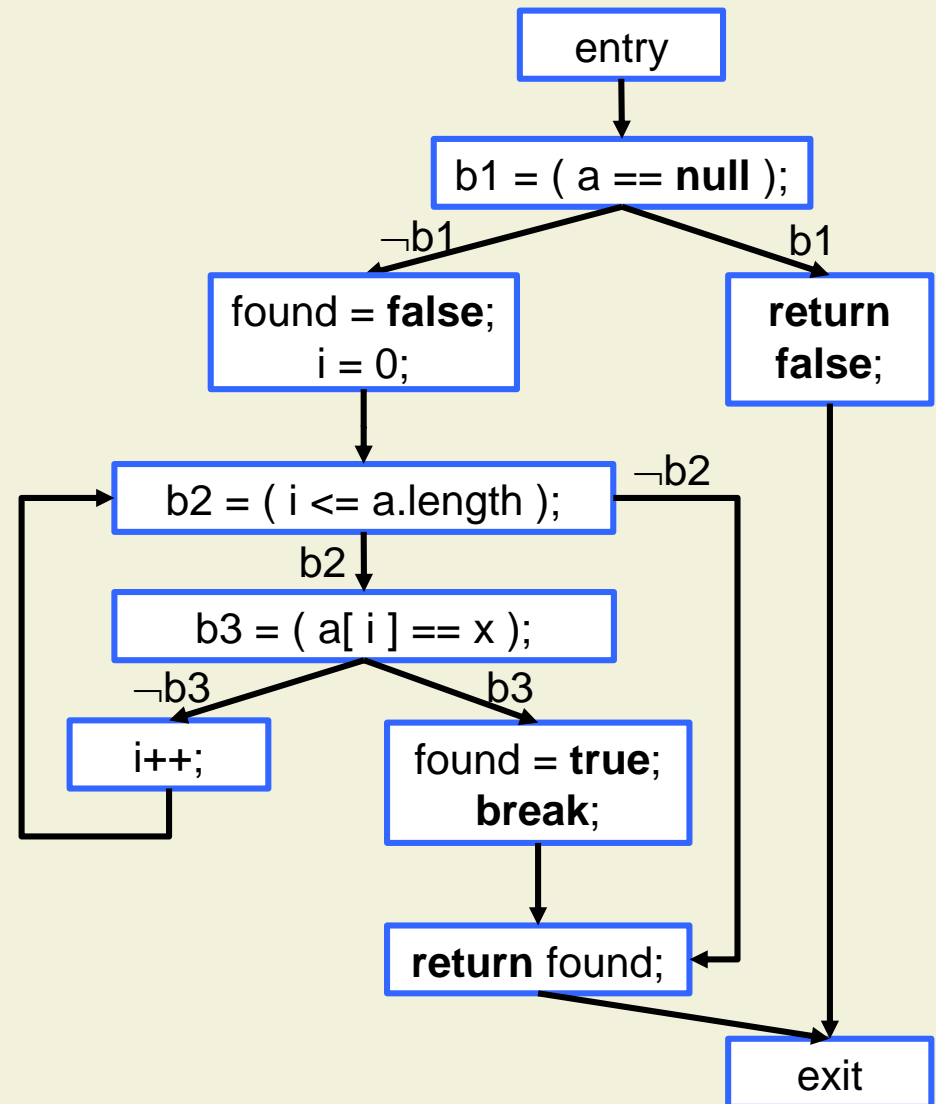 entry
b1 = ( a == null );
¬b1
b1
found = false;
i = 0;
return
false;
b2 = ( i <= a.length );
¬b2
b2
b3 = ( a[ i ] == x );
¬b3
b3
i++;
found = true;
break;
return found;
exit